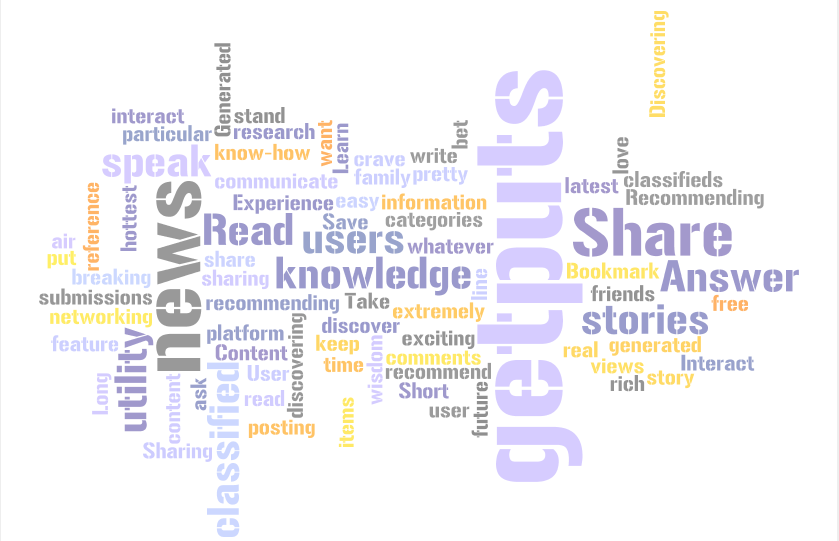 Discovering
Generated
interact
stand
particular
research
want
Learn
bet
love
know-how
crave
write
speak
family
pretty
communicate
latest
classifieds
Recommending
reference
hottest
news
Experience
easy
information
getputs
Save
categories
Read
users
whatever
Share
air
put
share
breaking
sharing
knowledge
line
Bookmark
Answer
submissions
recommending
Take
friends
free
networking
extremely
stories
platform
discovering
discover
feature
utility
Content
keep
exciting
real
generated
time
wisdom
comments
views
Interact
User
recommend
rich
story
Long
content
ask
classified
read
Short
future
items
user
posting
Sharing